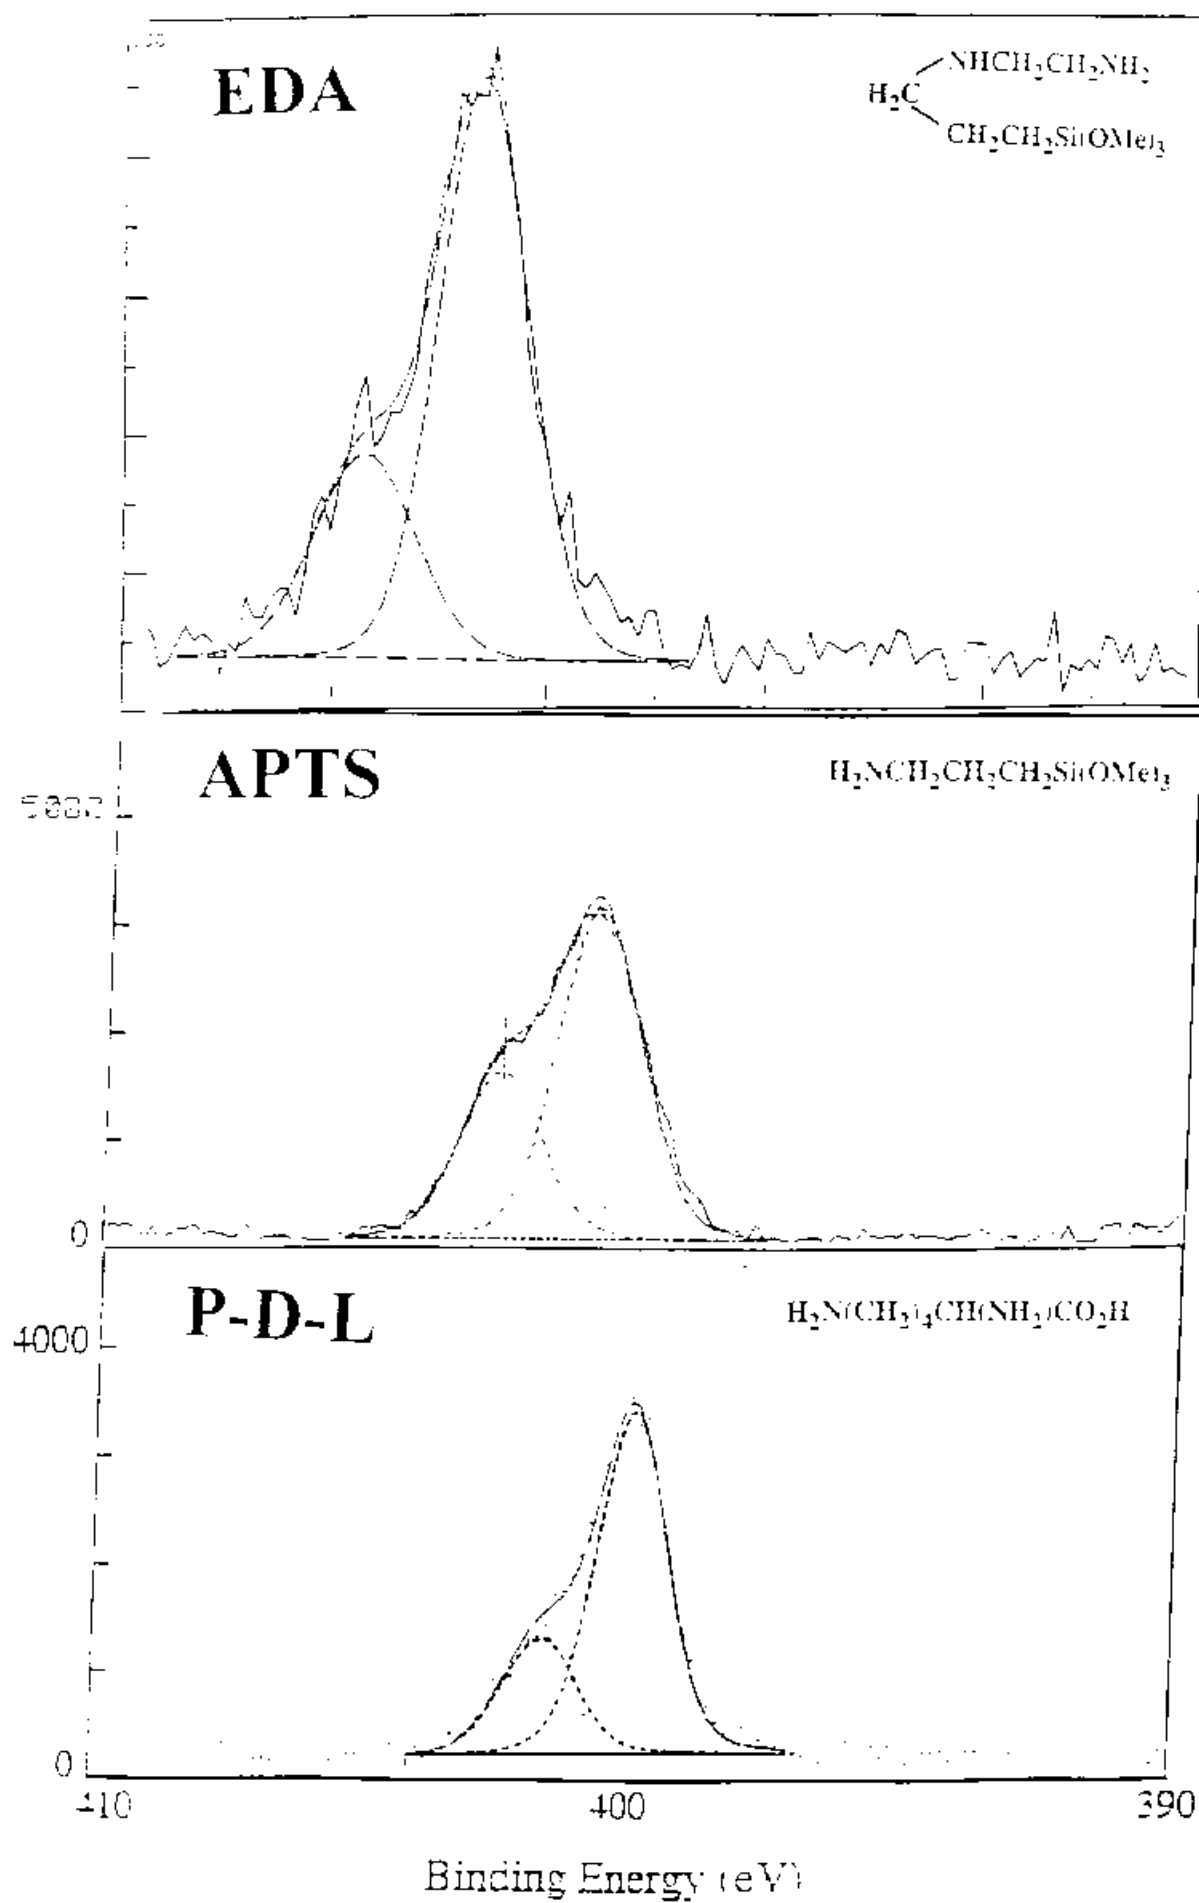 EDA
NHCH₂CH₂NH₂
H₂C
CH₂CH₂Si(OMe)₃
APTS
H₂NCH₂CH₂CH₂Si(OMe)₃
5000
0
P-D-L
H₂N(CH₂)₄CH(NH₂)CO₂H
4000
0
410 400 390
Binding Energy (eV)